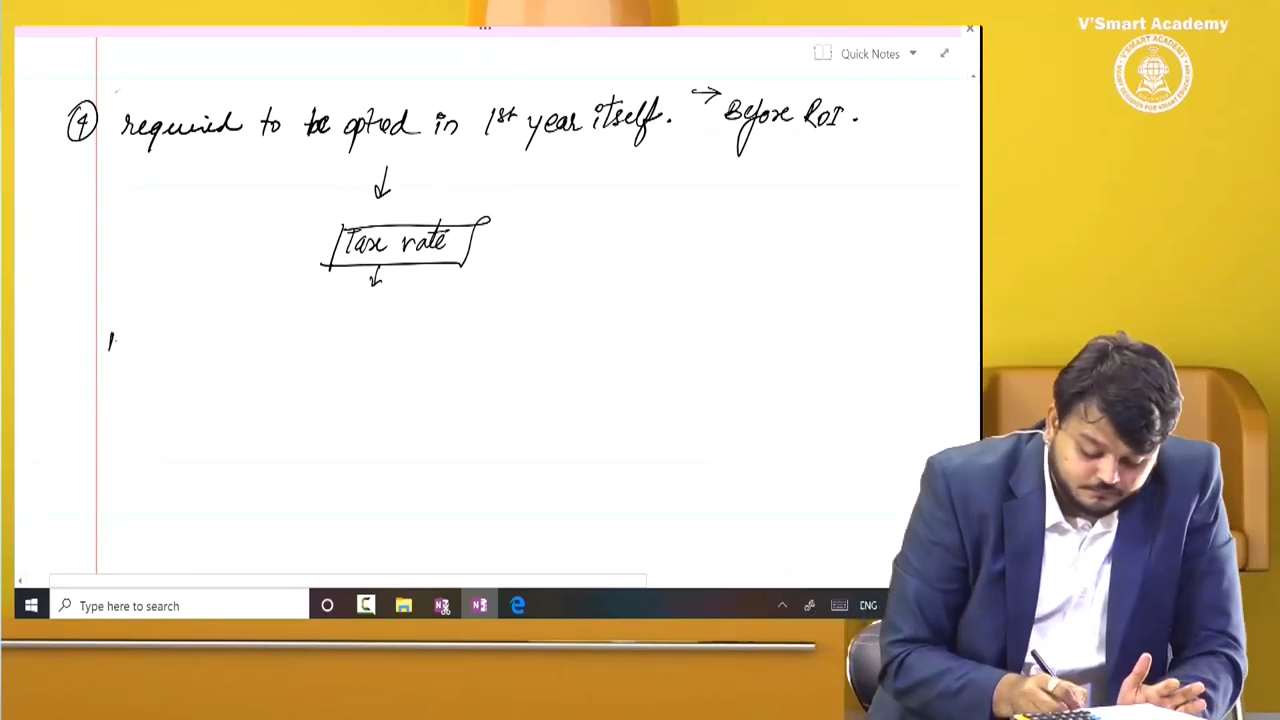 V'Smart Academy
Quick Notes
④ required to be opted in 1st year itself. → Before ROI.
↓
Tax rate
↓
Type here to search
ENG